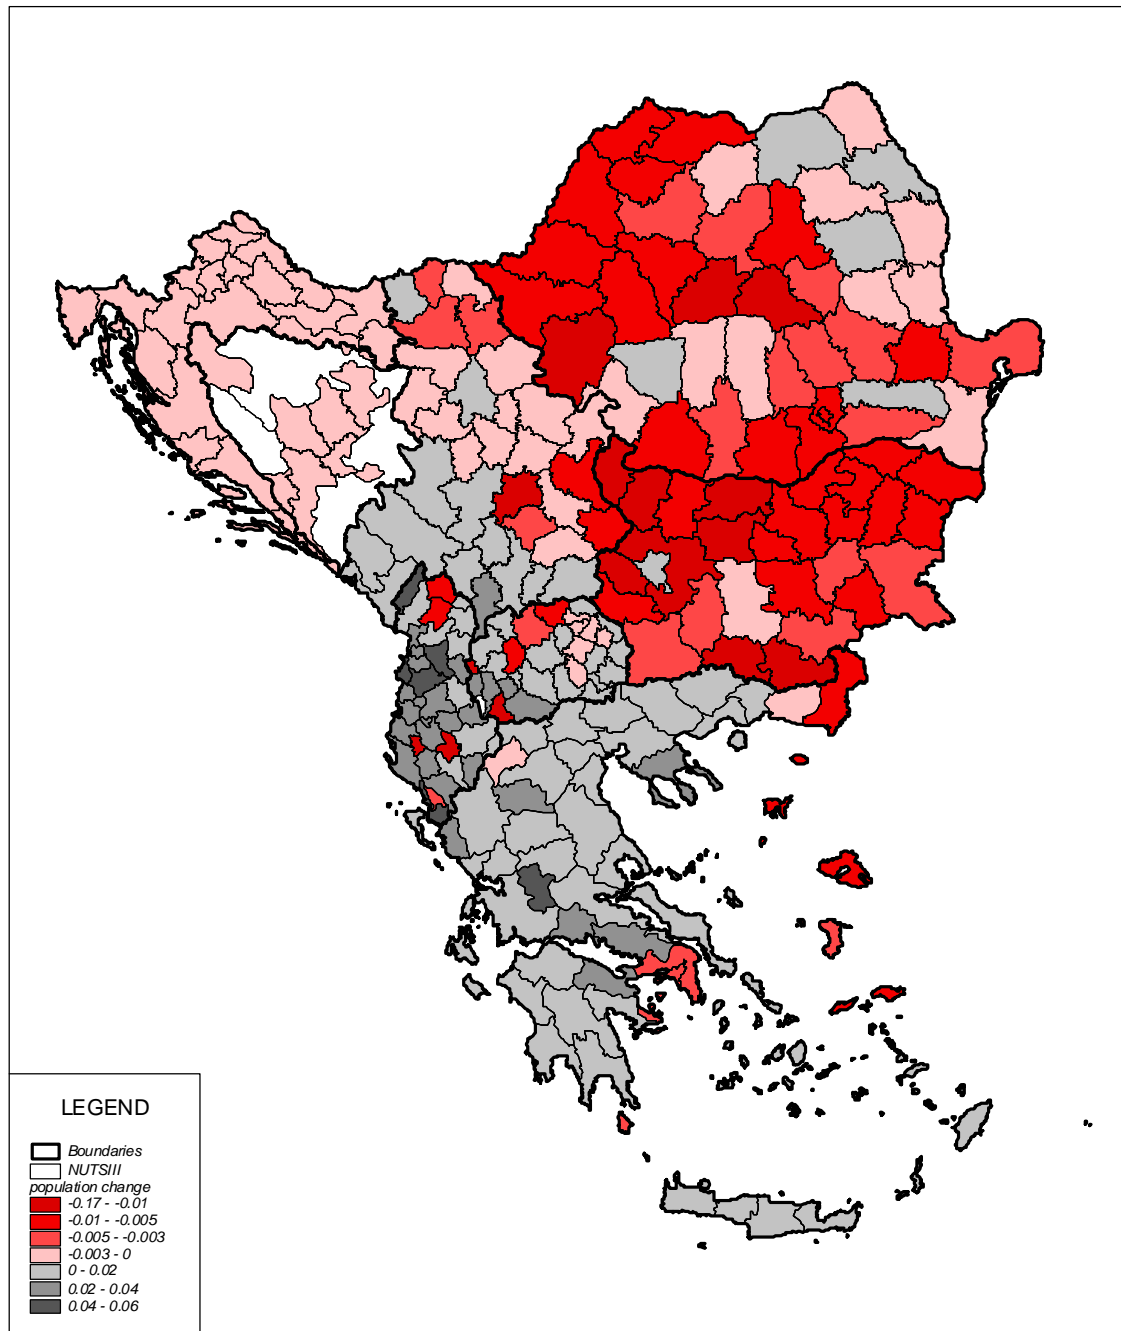 LEGEND
Boundaries
NUTSIII
population change
-0.17 - -0.01
-0.01 - -0.005
-0.005 - -0.003
-0.003 - 0
0 - 0.02
0.02 - 0.04
0.04 - 0.06